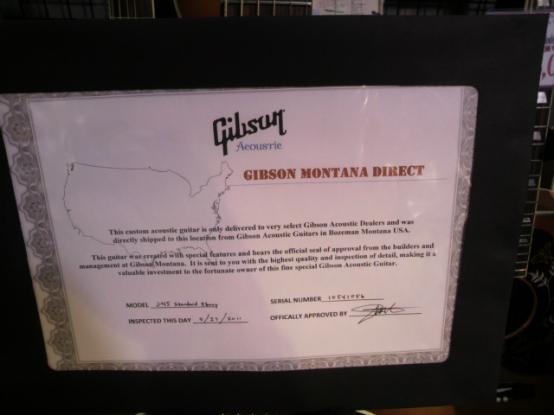 Gibson
Acoustic
GIBSON MONTANA DIRECT
This custom acoustic guitar is only delivered to very select Gibson Acoustic Dealers and was
directly shipped to this location from Gibson Acoustic Guitars in Bozeman Montana USA.
This guitar was created with special features and bears the official seal of approval from the builders and
management at Gibson Montana. It is sent to you with the highest quality and inspection of detail, making it a
valuable investment to the fortunate owner of this fine special Gibson Acoustic Guitar.
MODEL J45 Standard
SERIAL NUMBER
INSPECTED THIS DAY
OFFICALLY APPROVED BY